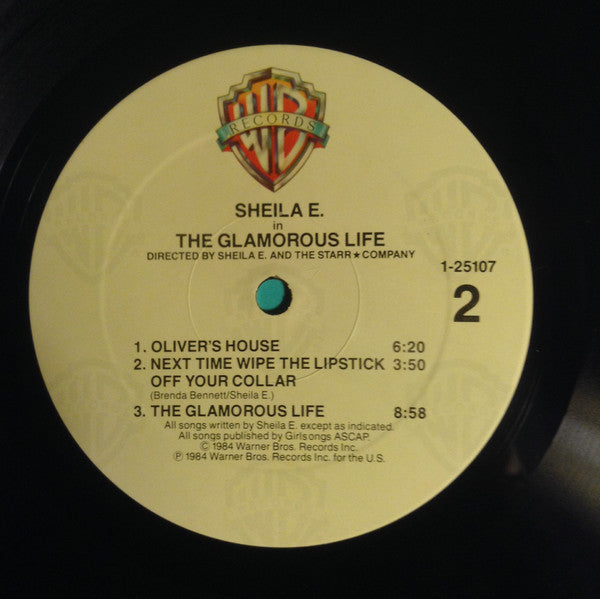 WB
RECORDS
SHEILA E.
in
THE GLAMOROUS LIFE
DIRECTED BY SHEILA E. AND THE STARR★COMPANY
1-25107
2
1. OLIVER'S HOUSE 6:20
2. NEXT TIME WIPE THE LIPSTICK 3:50
OFF YOUR COLLAR
(Brenda Bennett/Sheila E.)
3. THE GLAMOROUS LIFE 8:58
All songs written by Sheila E. except as indicated.
All songs published by Girlsongs ASCAP.
© 1984 Warner Bros. Records Inc.
℗ 1984 Warner Bros. Records Inc. for the U.S.